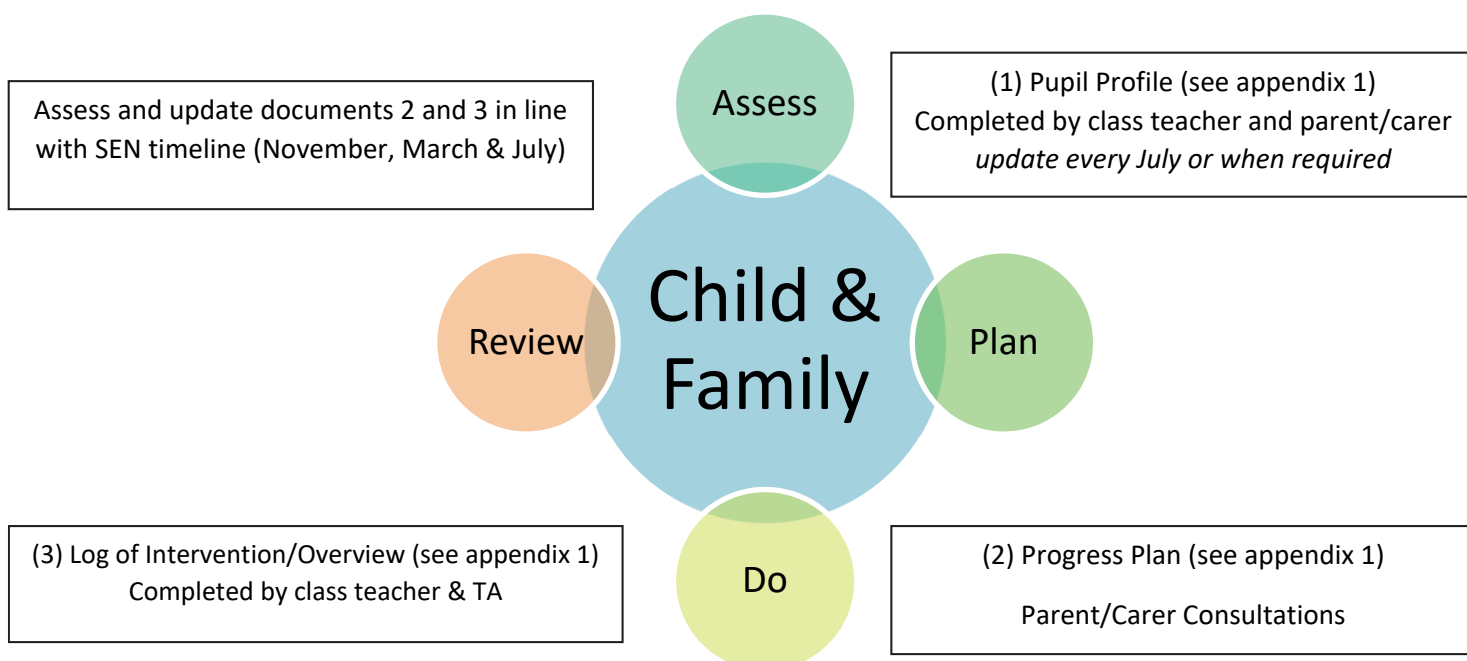 Assess and update documents 2 and 3 in line
with SEN timeline (November, March & July)
Assess
(1) Pupil Profile (see appendix 1)
Completed by class teacher and parent/carer
update every July or when required
Review
Child &
Family
Plan
(3) Log of Intervention/Overview (see appendix 1)
Completed by class teacher & TA
Do
(2) Progress Plan (see appendix 1)
Parent/Carer Consultations